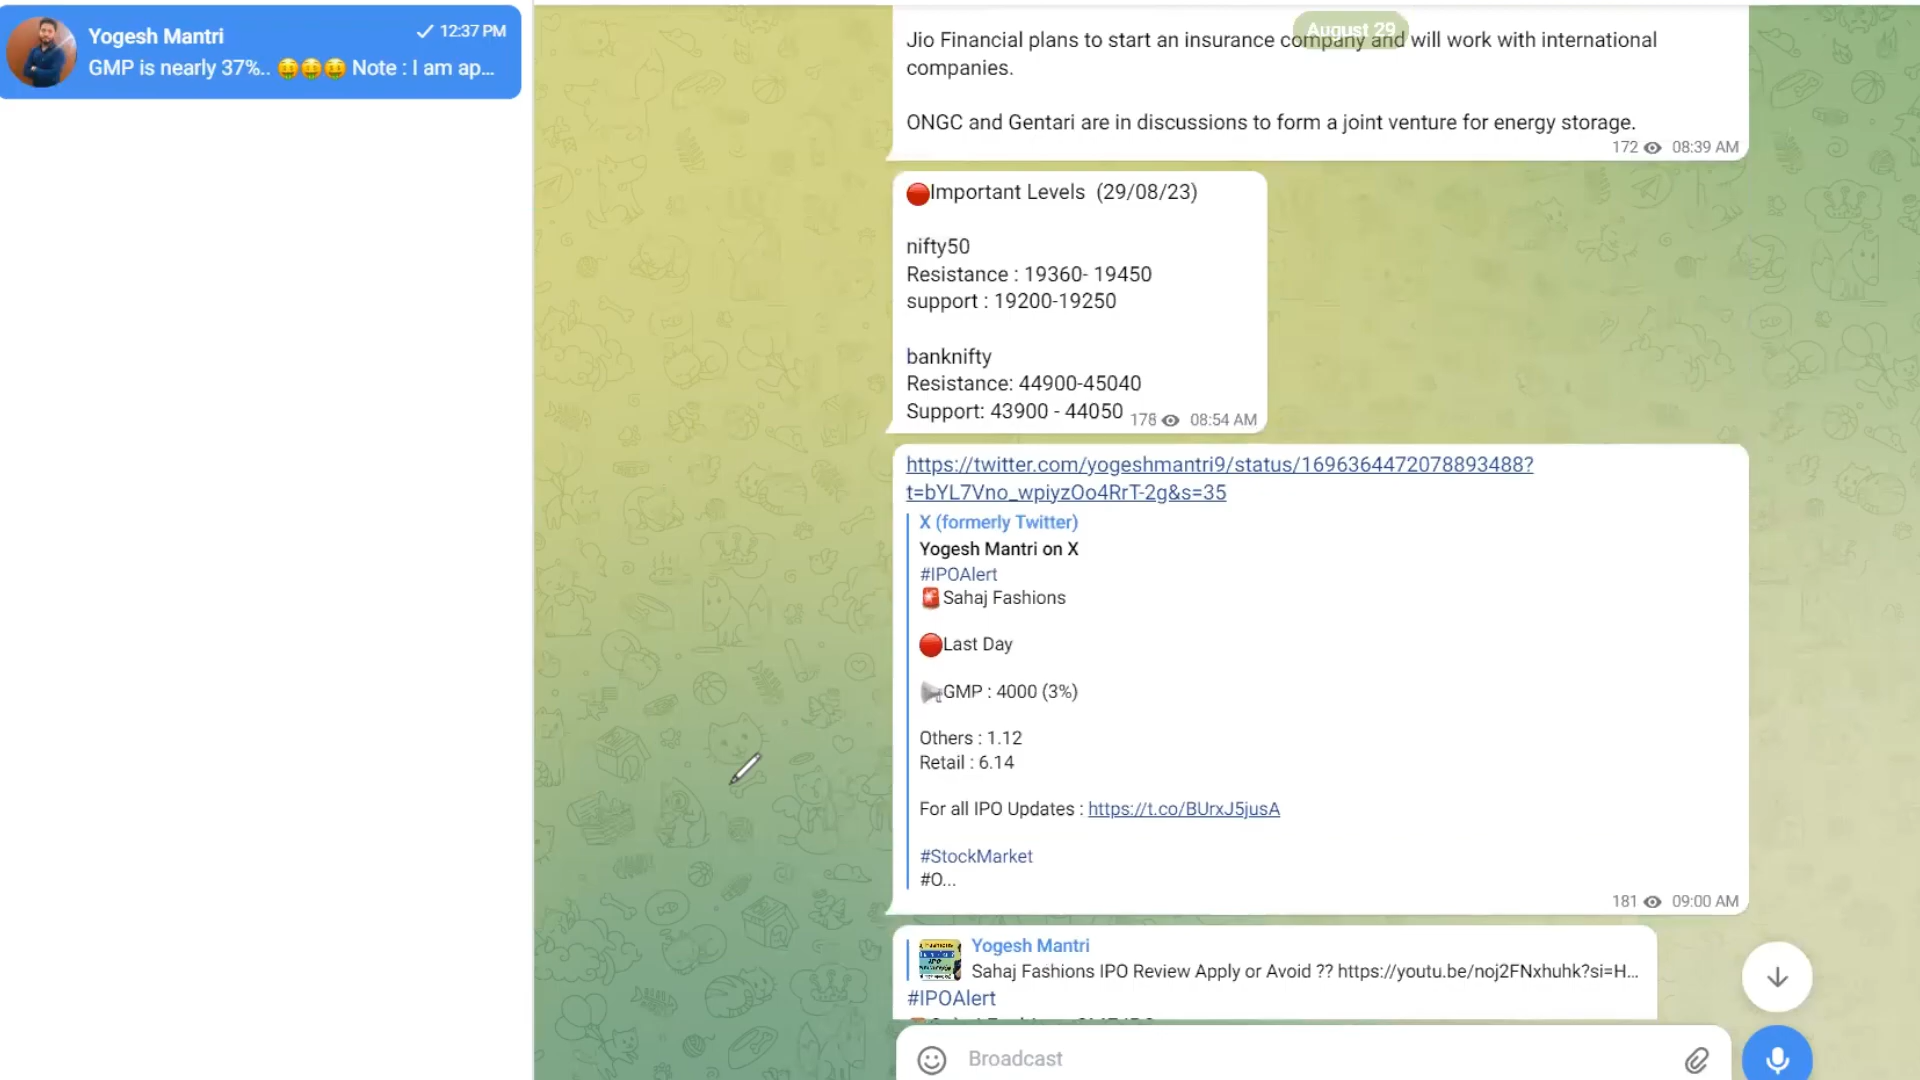 Yogesh Mantri
12:37 PM
GMP is nearly 37%.. 🤑🤑🤑 Note : I am ap...
August 29
Jio Financial plans to start an insurance company and will work with international
companies.
ONGC and Gentari are in discussions to form a joint venture for energy storage.
172 08:39 AM
🔴Important Levels (29/08/23)
nifty50
Resistance : 19360- 19450
support : 19200-19250
banknifty
Resistance: 44900-45040
Support: 43900 - 44050
178 08:54 AM
https://twitter.com/yogeshmantri9/status/1696364472078893488?
t=bYL7Vno_wpiyzOo4RrT-2g&s=35
X (formerly Twitter)
Yogesh Mantri on X
#IPOAlert
🚨Sahaj Fashions
🔴Last Day
📢GMP : 4000 (3%)
Others : 1.12
Retail : 6.14
For all IPO Updates : https://t.co/BUrxJ5jusA
#StockMarket
#O...
181 09:00 AM
Yogesh Mantri
Sahaj Fashions IPO Review Apply or Avoid ?? https://youtu.be/noj2FNxhuhk?si=H...
#IPOAlert
Broadcast